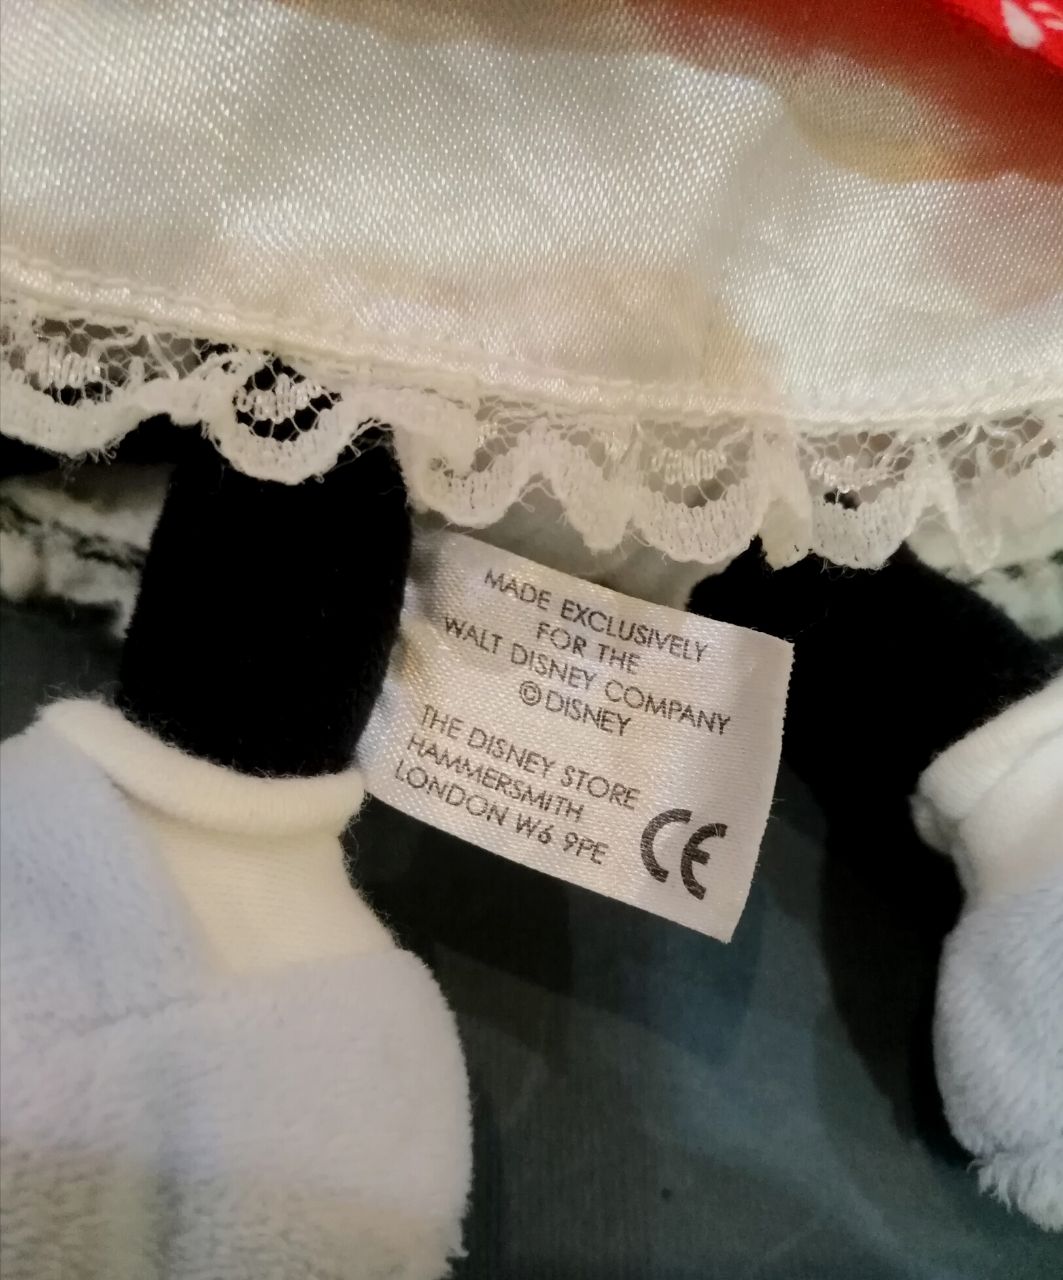 MADE EXCLUSIVELY
FOR THE
WALT DISNEY COMPANY
© DISNEY
THE DISNEY STORE
HAMMERSMITH
LONDON W6 9PE
CE